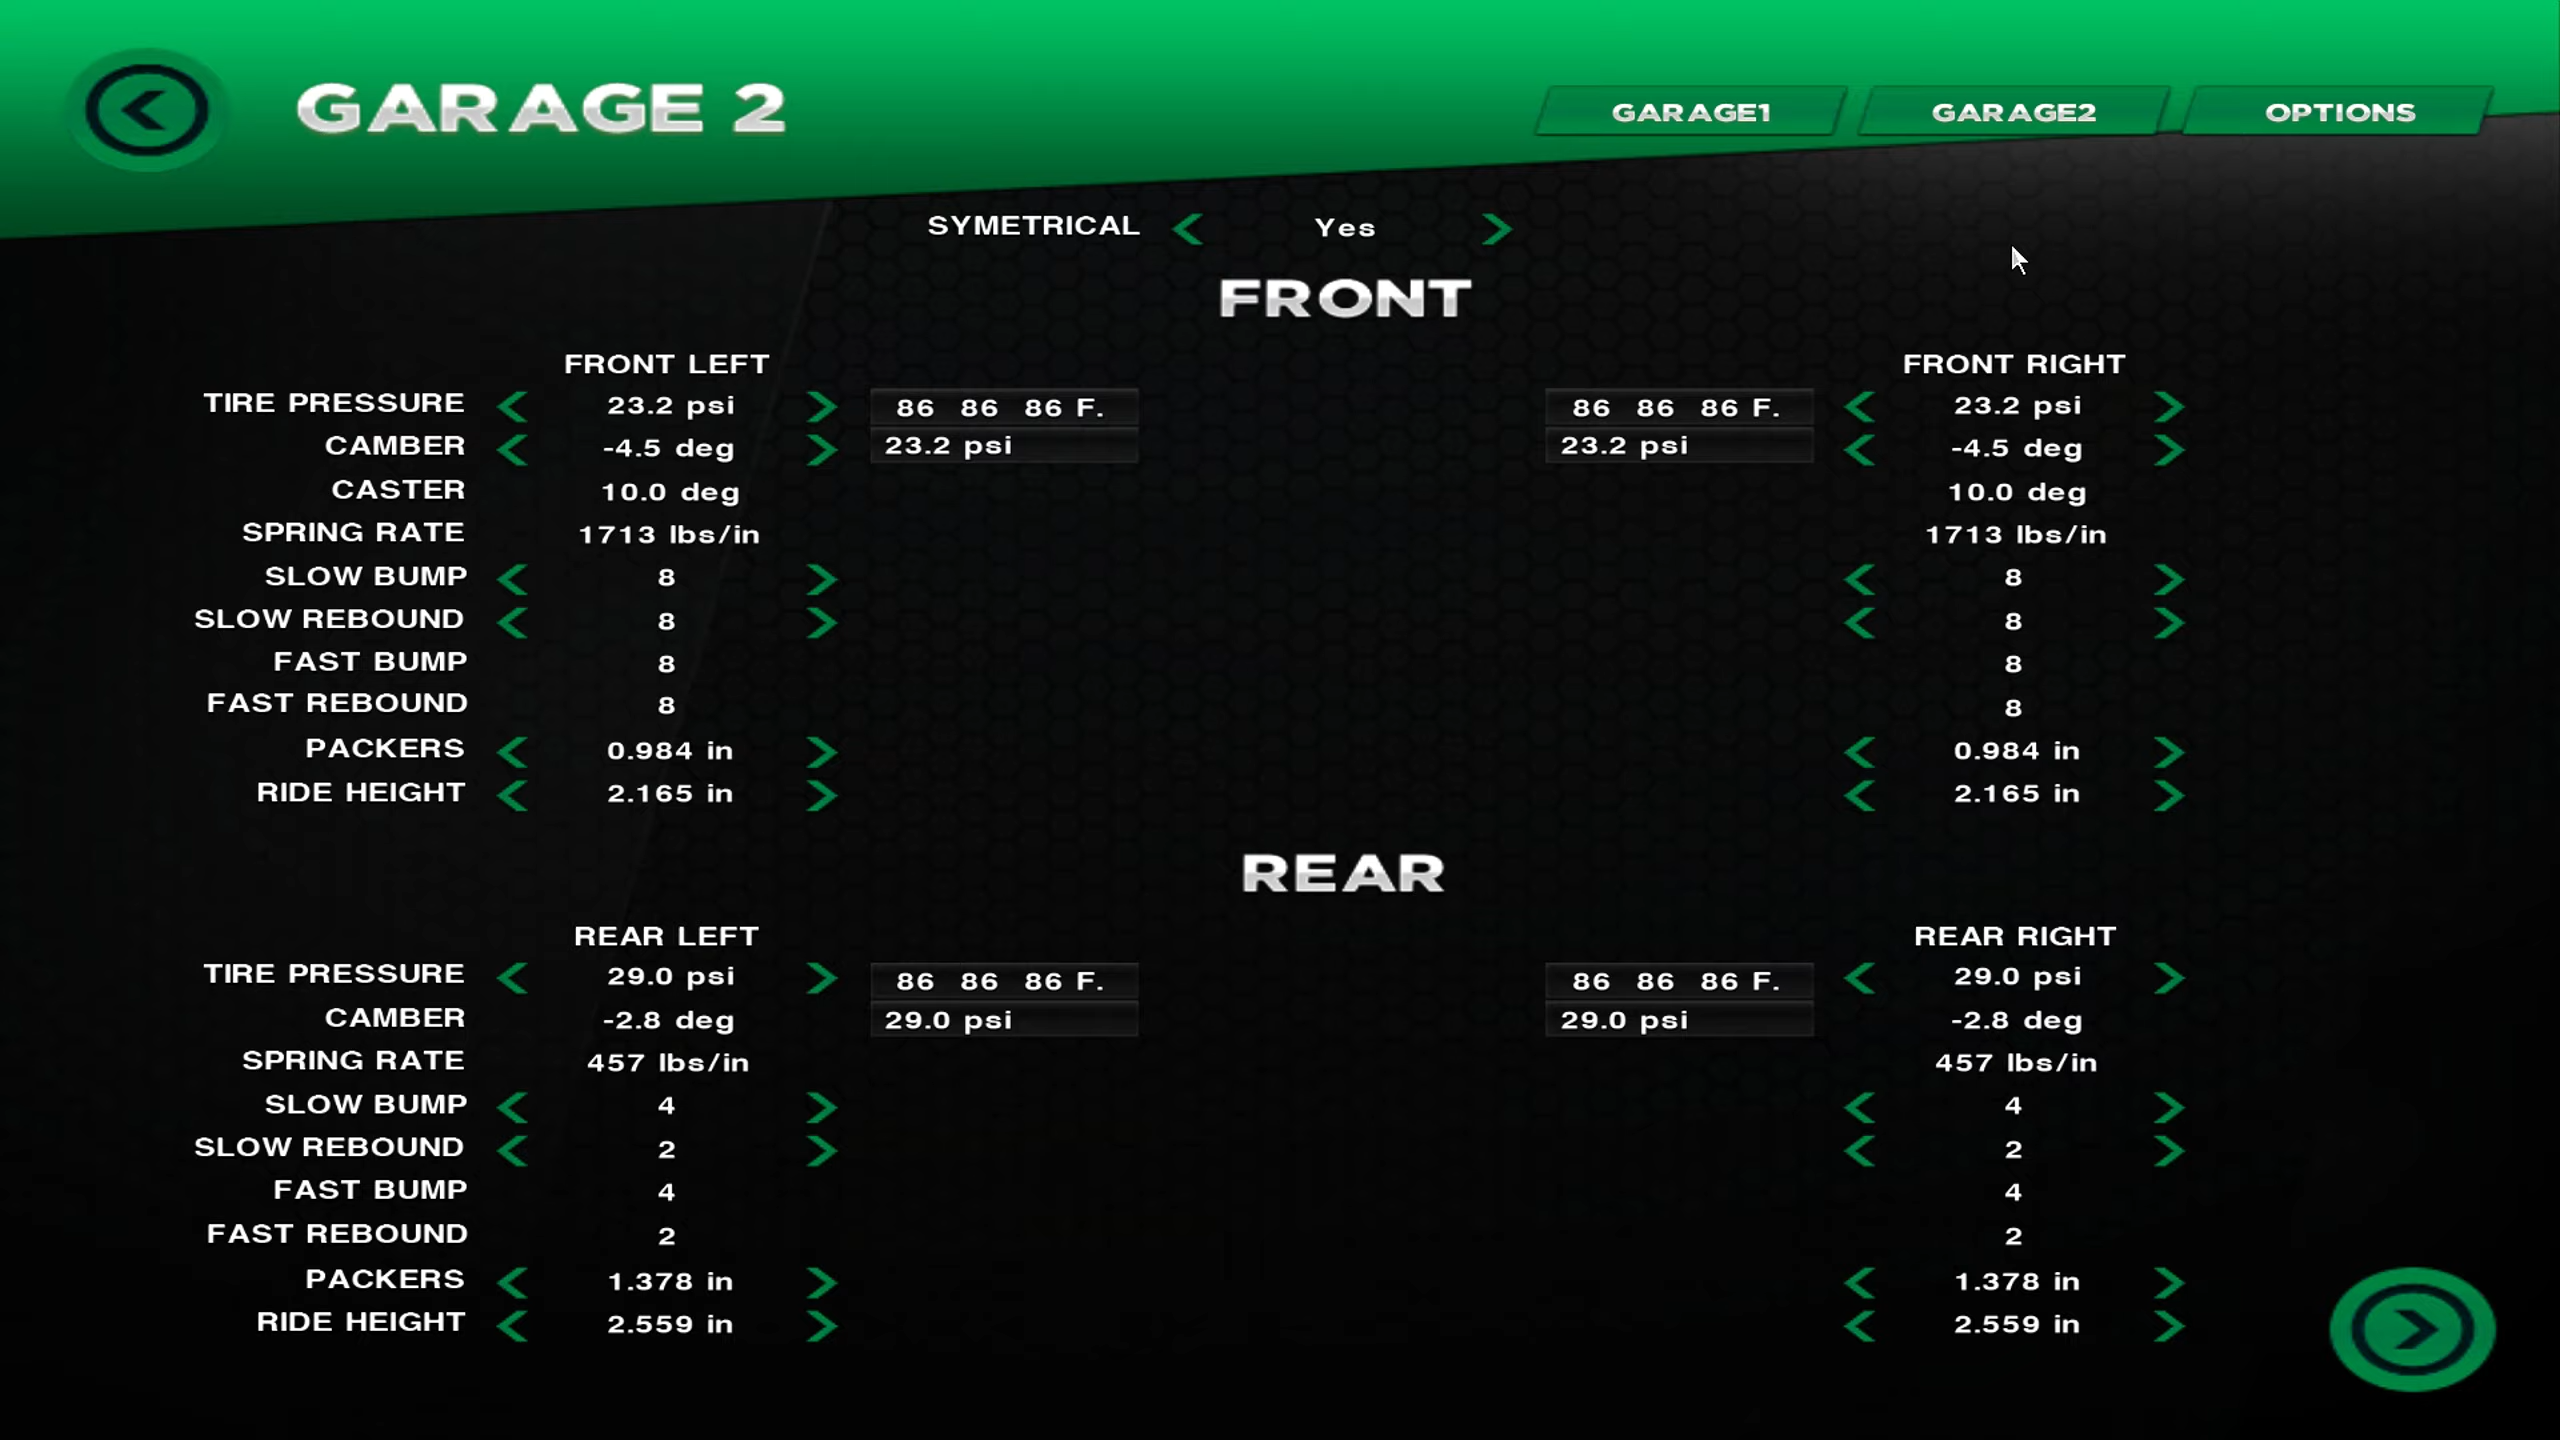 GARAGE 2
GARAGE1 GARAGE2 OPTIONS
SYMETRICAL Yes
FRONT
FRONT LEFT FRONT RIGHT
TIRE PRESSURE 23.2 psi 86 86 86 F. 86 86 86 F. 23.2 psi
CAMBER -4.5 deg 23.2 psi 23.2 psi -4.5 deg
CASTER 10.0 deg 10.0 deg
SPRING RATE 1713 lbs/in 1713 lbs/in
SLOW BUMP 8 8
SLOW REBOUND 8 8
FAST BUMP 8 8
FAST REBOUND 8 8
PACKERS 0.984 in 0.984 in
RIDE HEIGHT 2.165 in 2.165 in
REAR
REAR LEFT REAR RIGHT
TIRE PRESSURE 29.0 psi 86 86 86 F. 86 86 86 F. 29.0 psi
CAMBER -2.8 deg 29.0 psi 29.0 psi -2.8 deg
SPRING RATE 457 lbs/in 457 lbs/in
SLOW BUMP 4 4
SLOW REBOUND 2 2
FAST BUMP 4 4
FAST REBOUND 2 2
PACKERS 1.378 in 1.378 in
RIDE HEIGHT 2.559 in 2.559 in